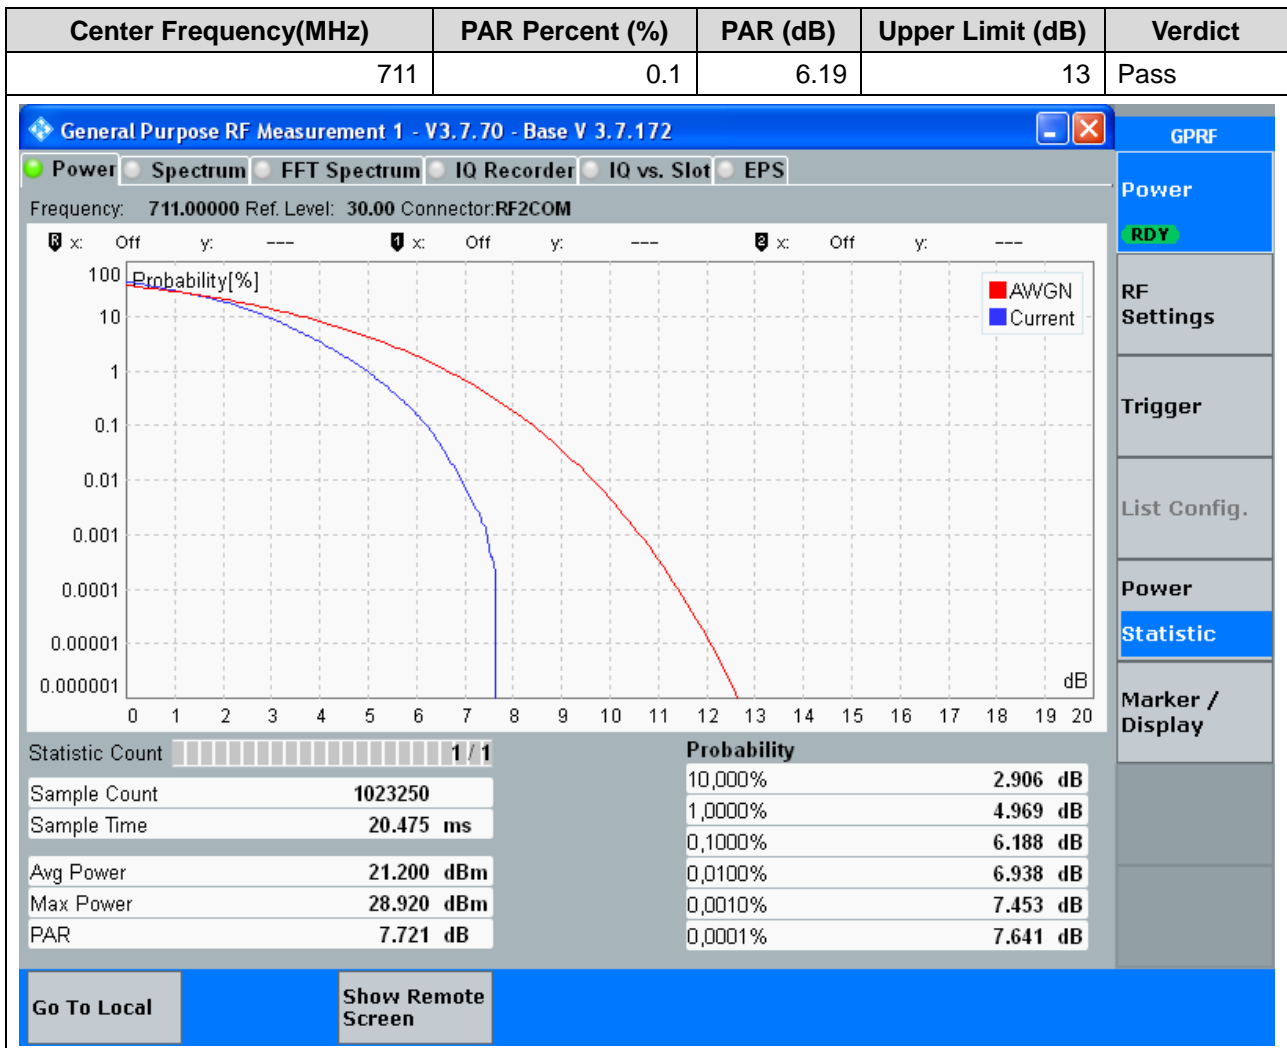 Center Frequency(MHz) PAR Percent (%) PAR (dB) Upper Limit (dB) Verdict
711 0.1 6.19 13 Pass
General Purpose RF Measurement 1 - V3.7.70 - Base V 3.7.172
GPRF
Power Spectrum FFT Spectrum IQ Recorder IQ vs. Slot EPS
Power
RDY
Frequency: 711.00000 Ref. Level: 30.00 Connector:RF2COM
R x: Off y: --- 1 x: Off y: --- 2 x: Off y: ---
Probability[%]
AWGN
Current
100
10
1
0.1
0.01
0.001
0.0001
0.00001
0.000001
dB
0 1 2 3 4 5 6 7 8 9 10 11 12 13 14 15 16 17 18 19 20
RF
Settings
Trigger
List Config.
Power
Statistic
Marker /
Display
Statistic Count 1 / 1
Sample Count 1023250
Sample Time 20.475 ms
Avg Power 21.200 dBm
Max Power 28.920 dBm
PAR 7.721 dB
Probability
10,000% 2.906 dB
1,0000% 4.969 dB
0,1000% 6.188 dB
0,0100% 6.938 dB
0,0010% 7.453 dB
0,0001% 7.641 dB
Go To Local
Show Remote
Screen